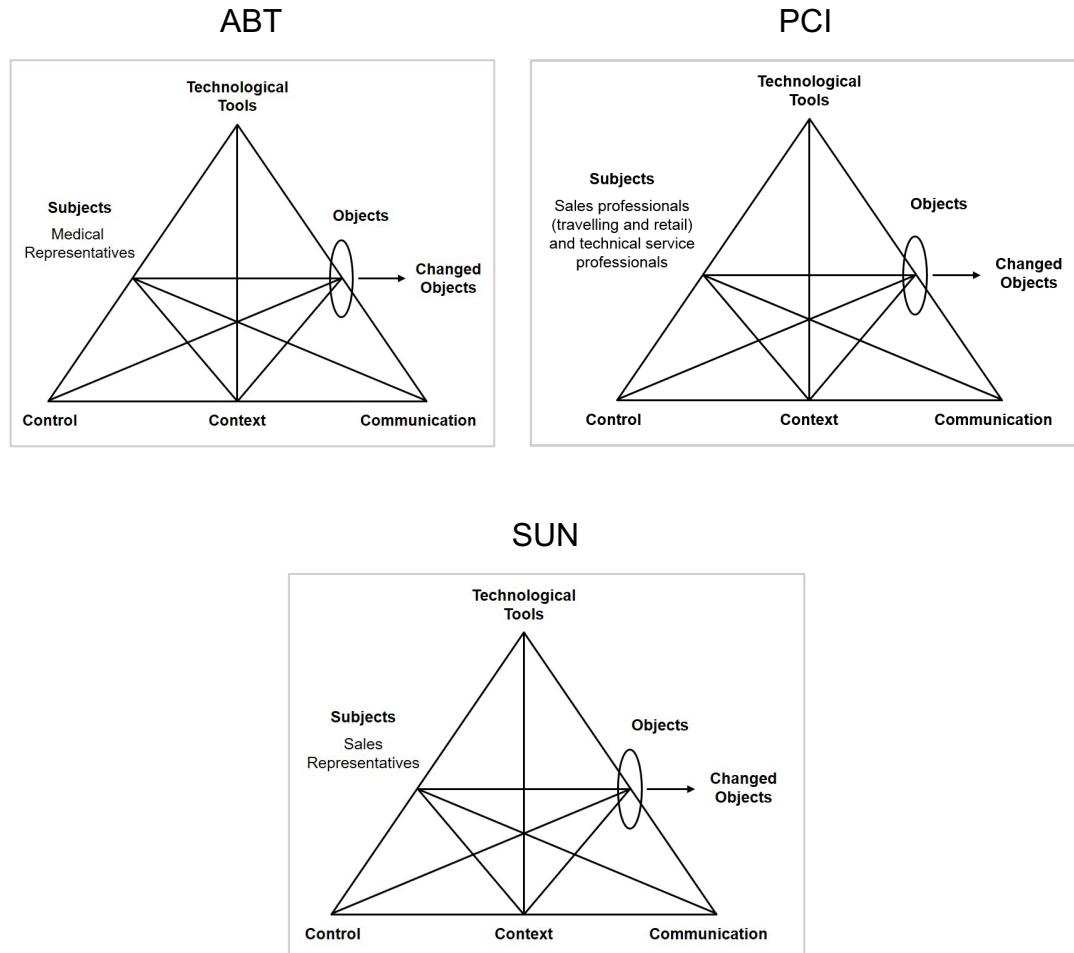 ABT
Technological
Tools
Subjects
Medical
Representatives
Objects
Changed
Objects
Control
Context
Communication
PCI
Technological
Tools
Subjects
Sales professionals
(travelling and retail)
and technical service
professionals
Objects
Changed
Objects
Control
Context
Communication
SUN
Technological
Tools
Subjects
Sales
Representatives
Objects
Changed
Objects
Control
Context
Communication